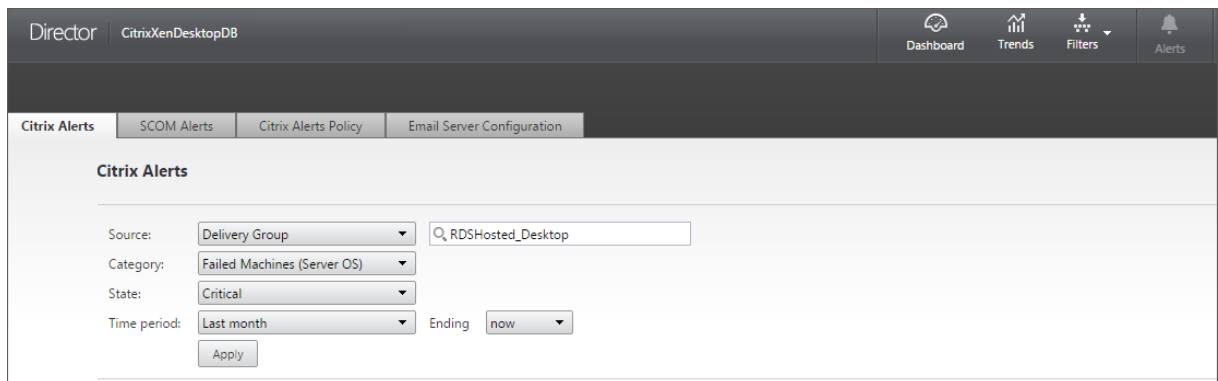 Director CitrixXenDesktopDB
Dashboard Trends Filters Alerts
Citrix Alerts SCOM Alerts Citrix Alerts Policy Email Server Configuration
Citrix Alerts
Source: Delivery Group RDSHosted_Desktop
Category: Failed Machines (Server OS)
State: Critical
Time period: Last month Ending now
Apply